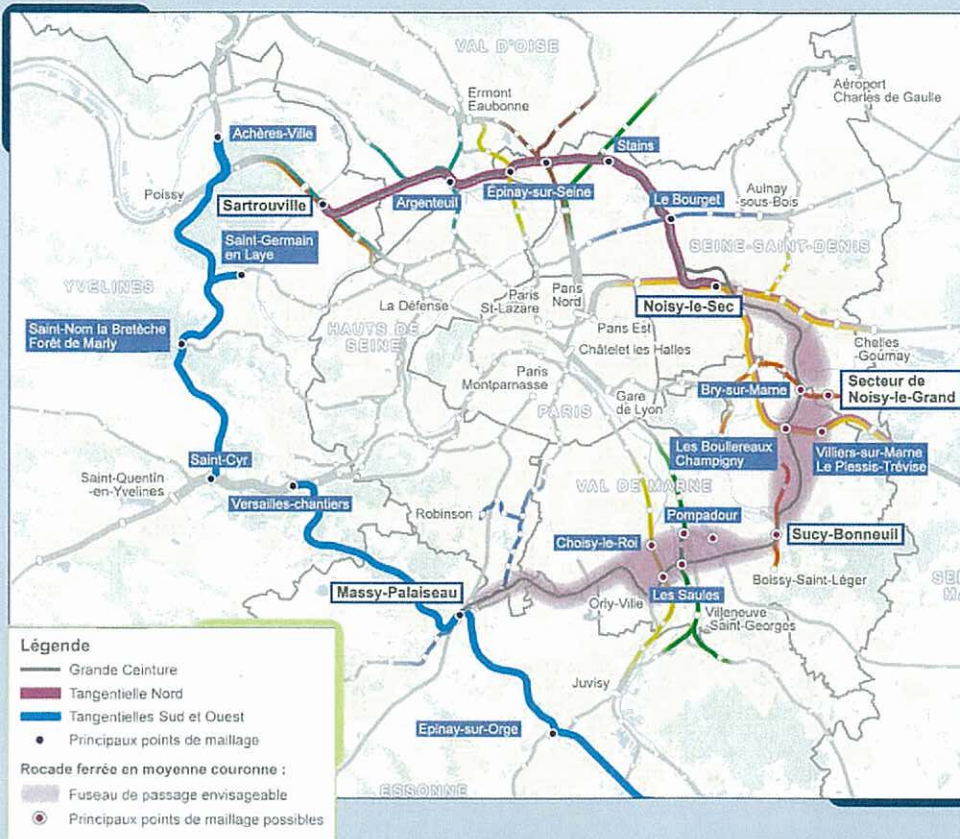 VAL D'OISE
Ermont
Eaubonne
Aéroport
Charles de Gaulle
Achères-Ville
Stains
Poissy
Sartrouville
Argenteuil
Épinay-sur-Seine
Le Bourget
Aulnay
-sous-Bois
Saint-Germain
en Laye
SEINE-SAINT-DENIS
YVELINES
La Défense
Paris
St-Lazare
Paris
Nord
Noisy-le-Sec
Saint-Nom la Bretèche
Forêt de Marly
HAUTS DE
SEINE
Paris Est
Châtelet les Halles
Chelles
-Gournay
Paris
Montparnasse
Gare
de Lyon
Bry-sur-Marne
Secteur de
Noisy-le-Grand
PARIS
Les Boullereaux
Champigny
Villiers-sur-Marne
Le Plessis-Trévise
Saint-Cyr
Saint-Quentin
-en-Yvelines
Versailles-chantiers
VAL DE MARNE
Robinson
Pompadour
Choisy-le-Roi
Sucy-Bonneuil
Boissy-Saint-Léger
Massy-Palaiseau
Orly-Ville
Les Saules
Villeneuve
-Saint-Georges
Juvisy
Epinay-sur-Orge
ESSONNE
Légende
Grande Ceinture
Tangentielle Nord
Tangentielles Sud et Ouest
Principaux points de maillage
Rocade ferrée en moyenne couronne :
Fuseau de passage envisageable
Principaux points de maillage possibles